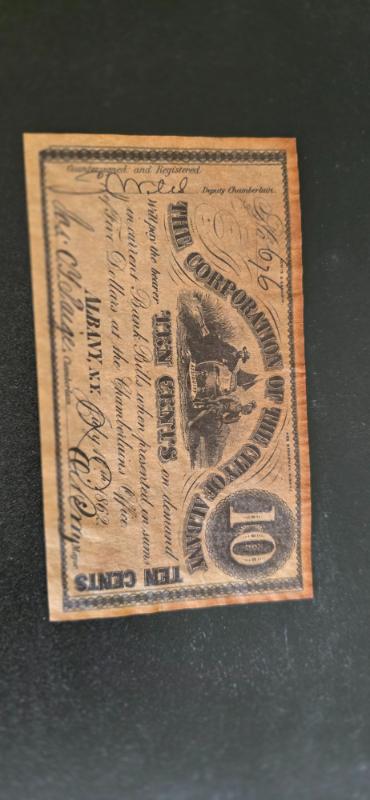 Countersigned and Registered
Deputy Chamberlain.
THE CORPORATION OF THE CITY OF ALBANY
10
Will pay the bearer TEN CENTS on demand
in current Bank Bills when presented in sums
of Five Dollars at the Chamberlains Office
ALBANY, N.Y. July 1862
Chamberlain
Mayor
TEN CENTS